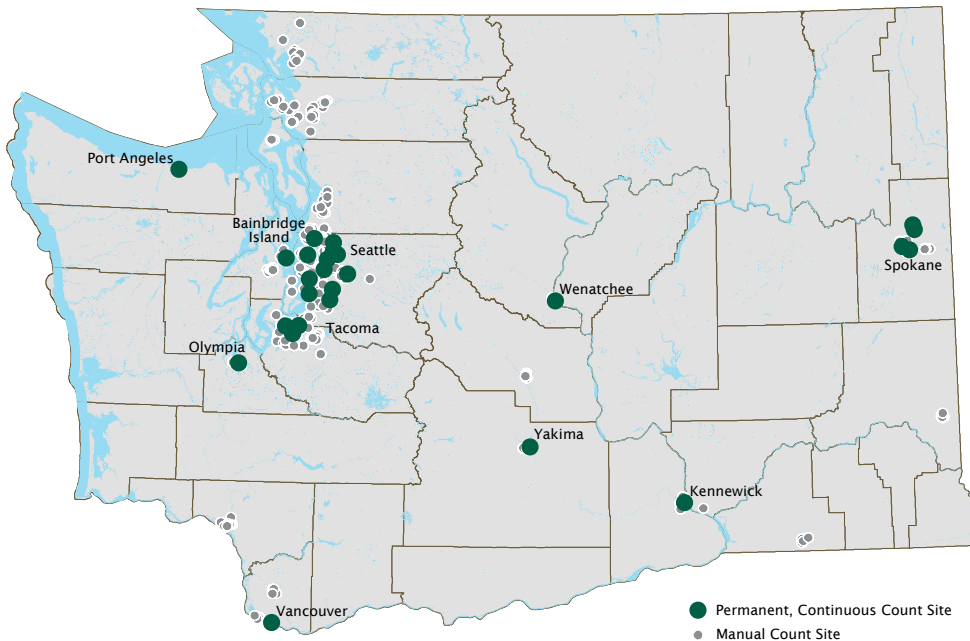 Port Angeles
Bainbridge
Island
Seattle
Spokane
Wenatchee
Tacoma
Olympia
Yakima
Kennewick
Vancouver
Permanent, Continuous Count Site
Manual Count Site